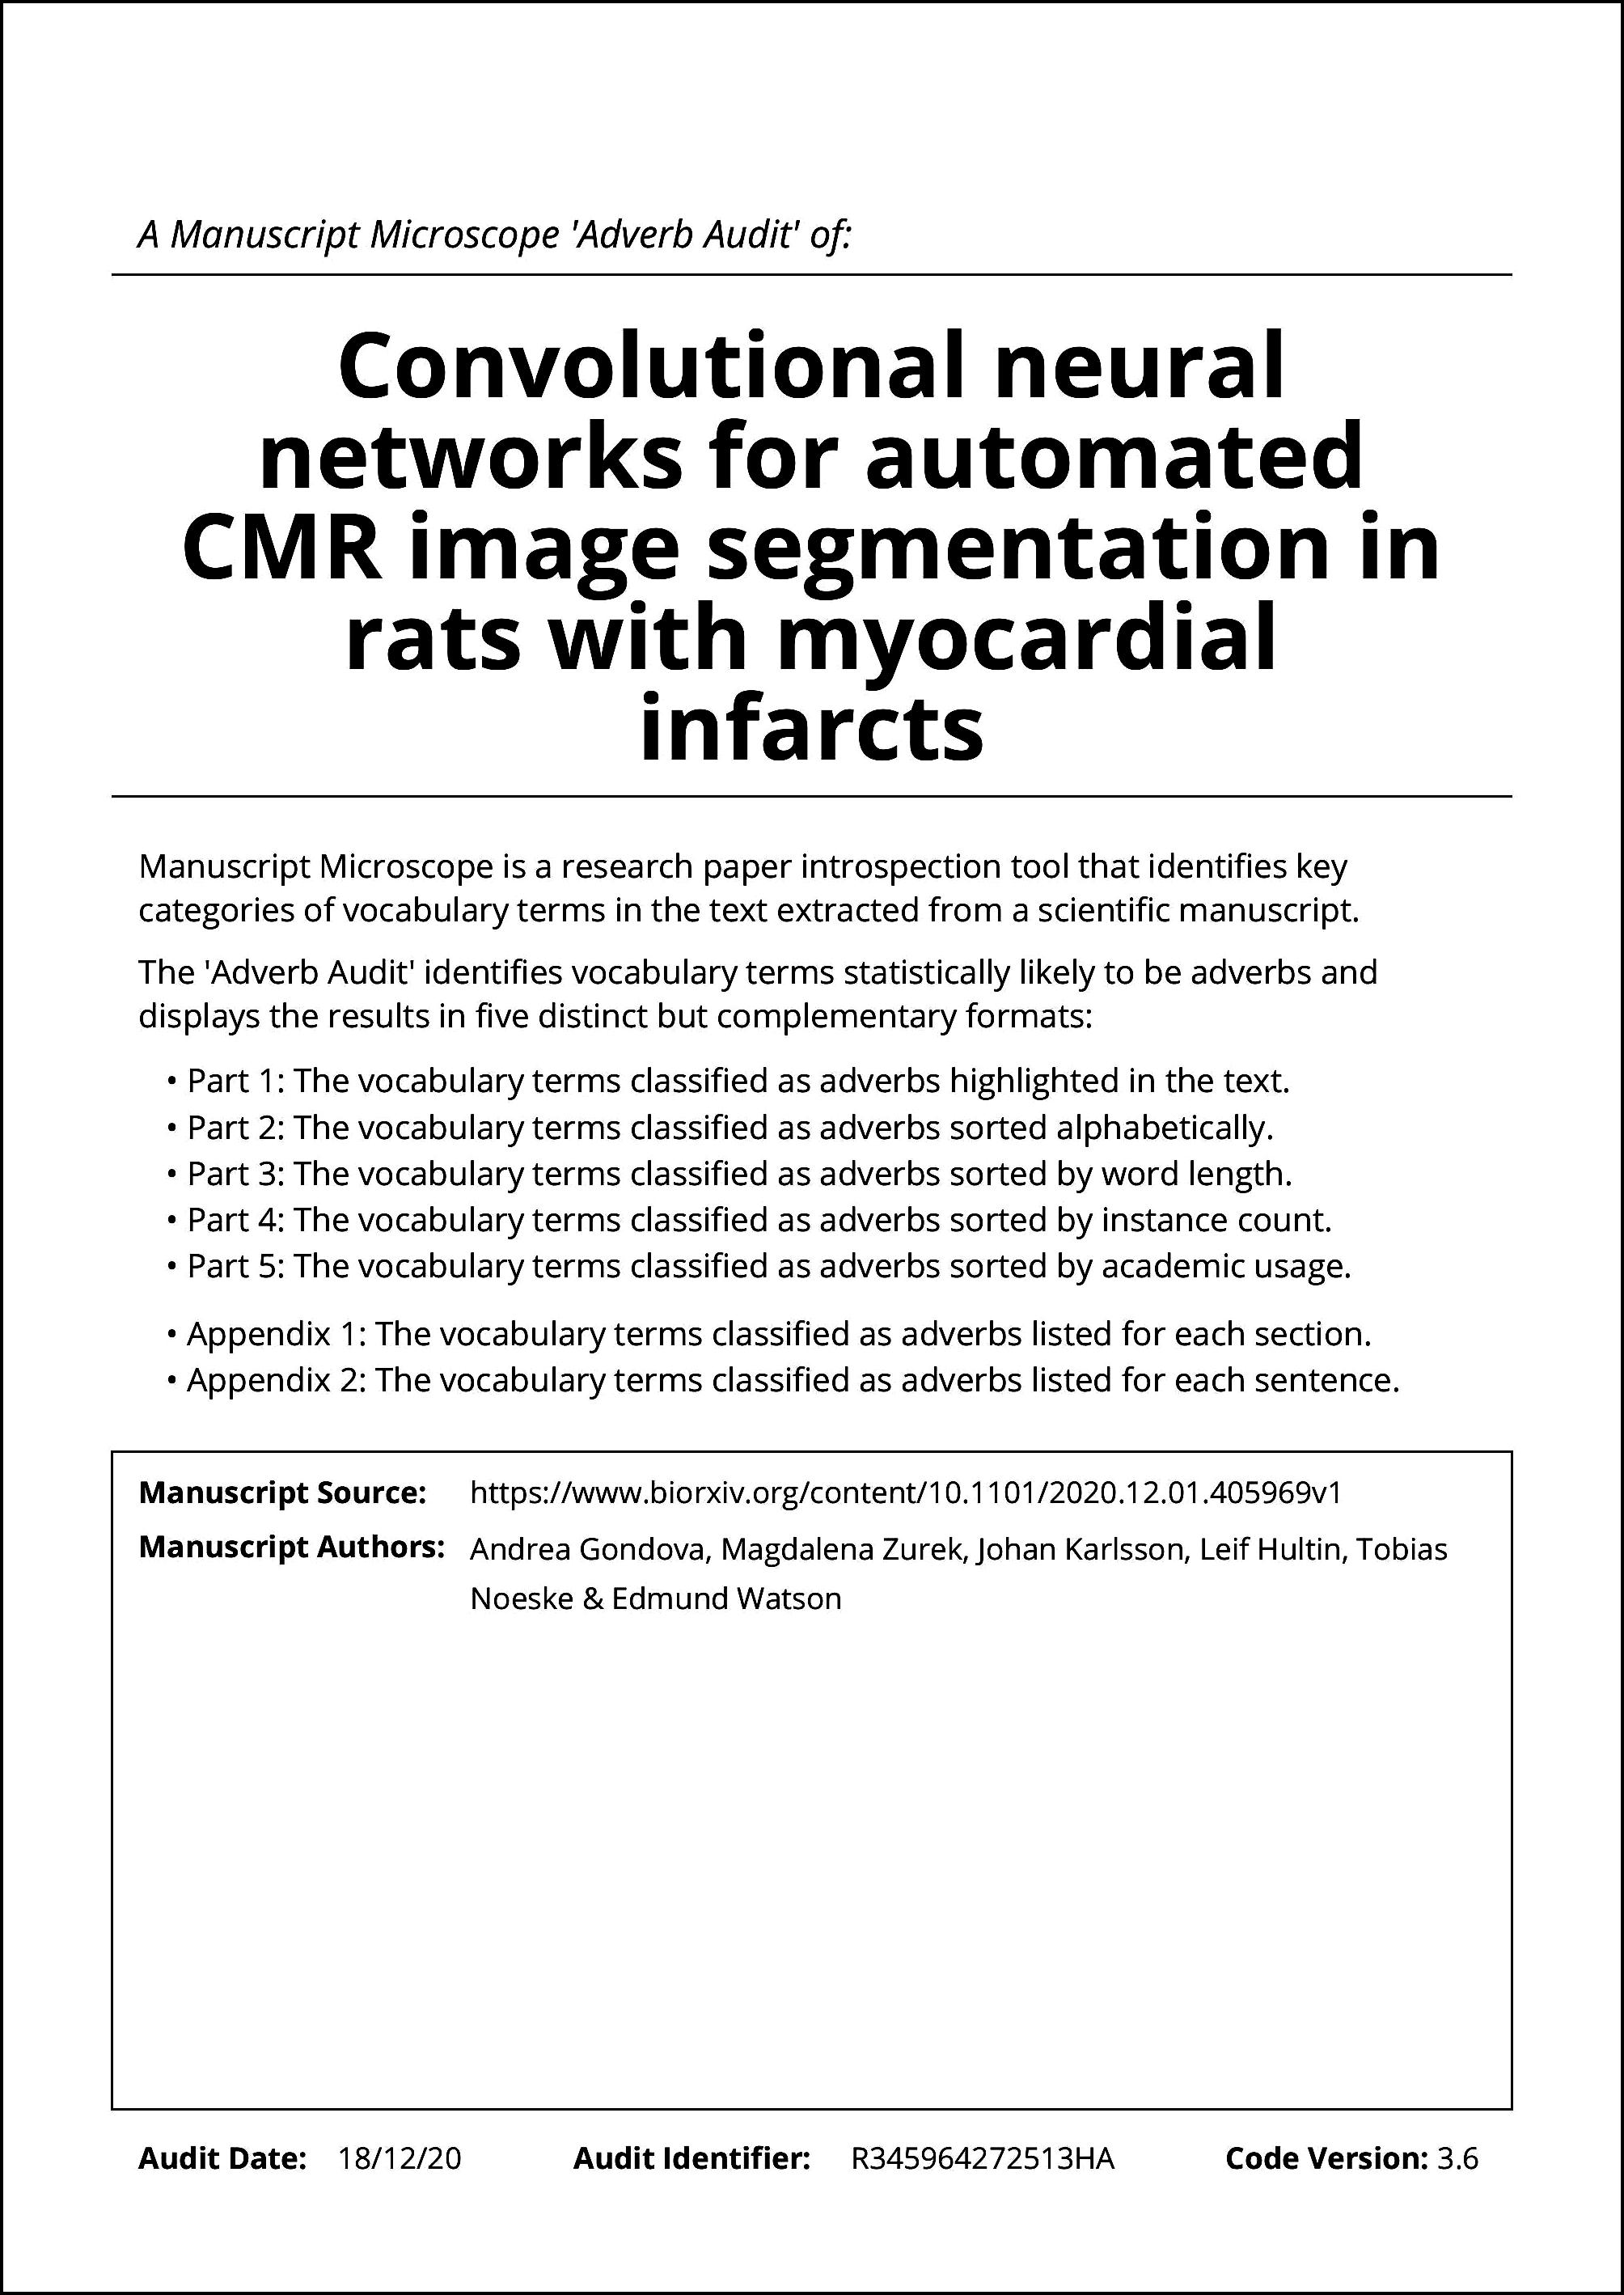 A Manuscript Microscope 'Adverb Audit' of:
Convolutional neural
networks for automated
CMR image segmentation in
rats with myocardial
infarcts
Manuscript Microscope is a research paper introspection tool that identifies key
categories of vocabulary terms in the text extracted from a scientific manuscript.
The 'Adverb Audit' identifies vocabulary terms statistically likely to be adverbs and
displays the results in five distinct but complementary formats:
• Part 1: The vocabulary terms classified as adverbs highlighted in the text.
• Part 2: The vocabulary terms classified as adverbs sorted alphabetically.
• Part 3: The vocabulary terms classified as adverbs sorted by word length.
• Part 4: The vocabulary terms classified as adverbs sorted by instance count.
• Part 5: The vocabulary terms classified as adverbs sorted by academic usage.
• Appendix 1: The vocabulary terms classified as adverbs listed for each section.
• Appendix 2: The vocabulary terms classified as adverbs listed for each sentence.
Manuscript Source: https://www.biorxiv.org/content/10.1101/2020.12.01.405969v1
Manuscript Authors: Andrea Gondova, Magdalena Zurek, Johan Karlsson, Leif Hultin, Tobias
Noeske & Edmund Watson
Audit Date: 18/12/20 Audit Identifier: R345964272513HA Code Version: 3.6